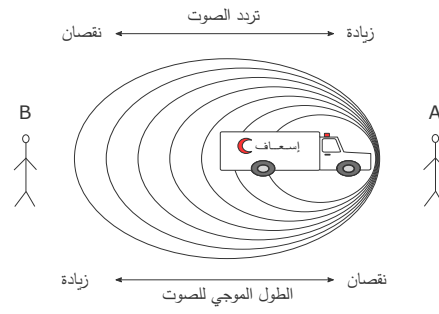 تردد الصوت
زيادة
نقصان
B
A
إسعاف
نقصان
زيادة
الطول الموجي للصوت